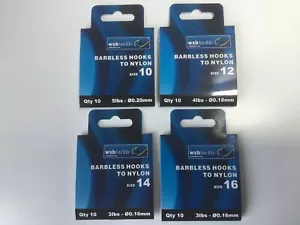 wsbtackle
BARBLESS HOOKS
TO NYLON
SIZE 10
Qty 10 5lbs - Ø0.20mm
wsbtackle
BARBLESS HOOKS
TO NYLON
SIZE 12
Qty 10 4lbs - Ø0.18mm
wsbtackle
BARBLESS HOOKS
TO NYLON
SIZE 14
Qty 10 3lbs - Ø0.16mm
wsbtackle
BARBLESS HOOKS
TO NYLON
SIZE 16
Qty 10 3lbs - Ø0.16mm